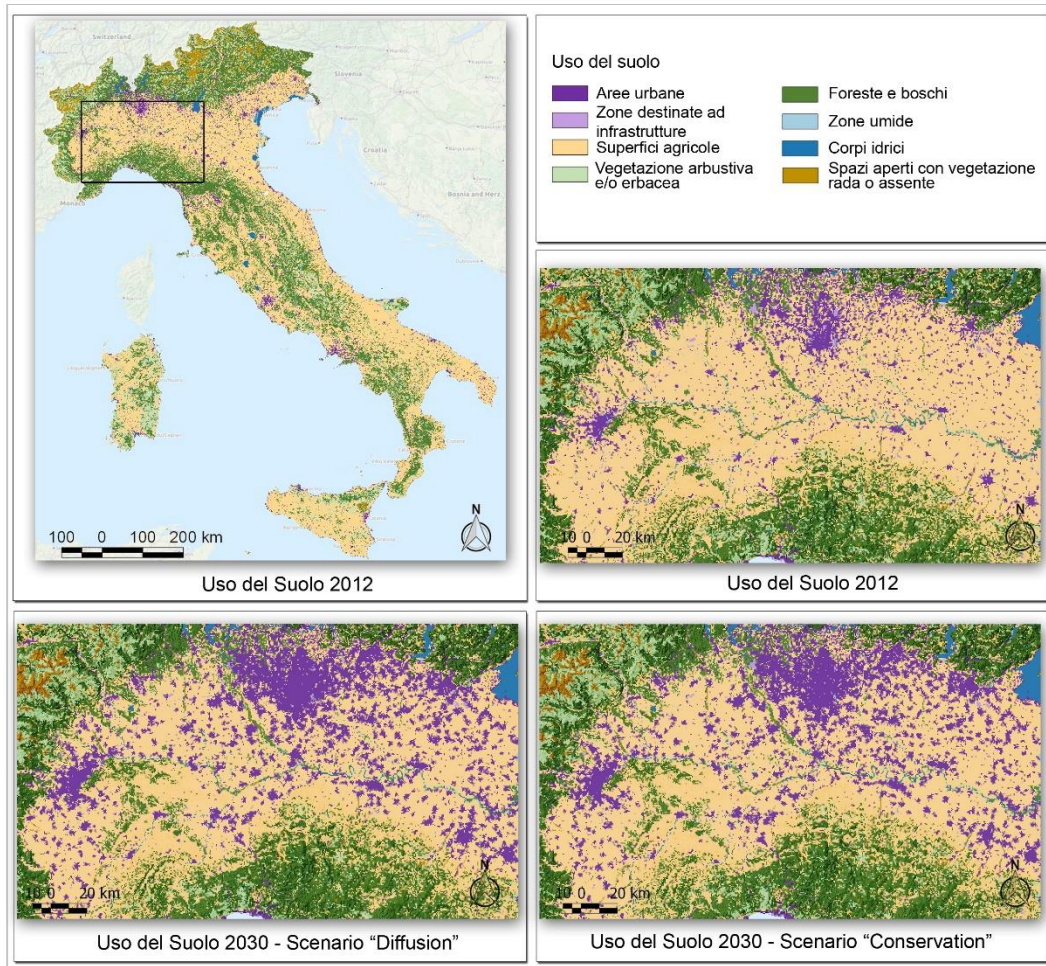 Switzerland
Slovenia
Croatia
Bosnia and Herz
Monaco
N
100 0 100 200 km
Uso del Suolo 2012
Uso del suolo
Aree urbane
Zone destinate ad
infrastrutture
Superfici agricole
Vegetazione arbustiva
e/o erbacea
Foreste e boschi
Zone umide
Corpi idrici
Spazi aperti con vegetazione
rada o assente
N
10 0 20 km
Uso del Suolo 2012
N
10 0 20 km
Uso del Suolo 2030 - Scenario “Diffusion”
N
10 0 20 km
Uso del Suolo 2030 - Scenario “Conservation”